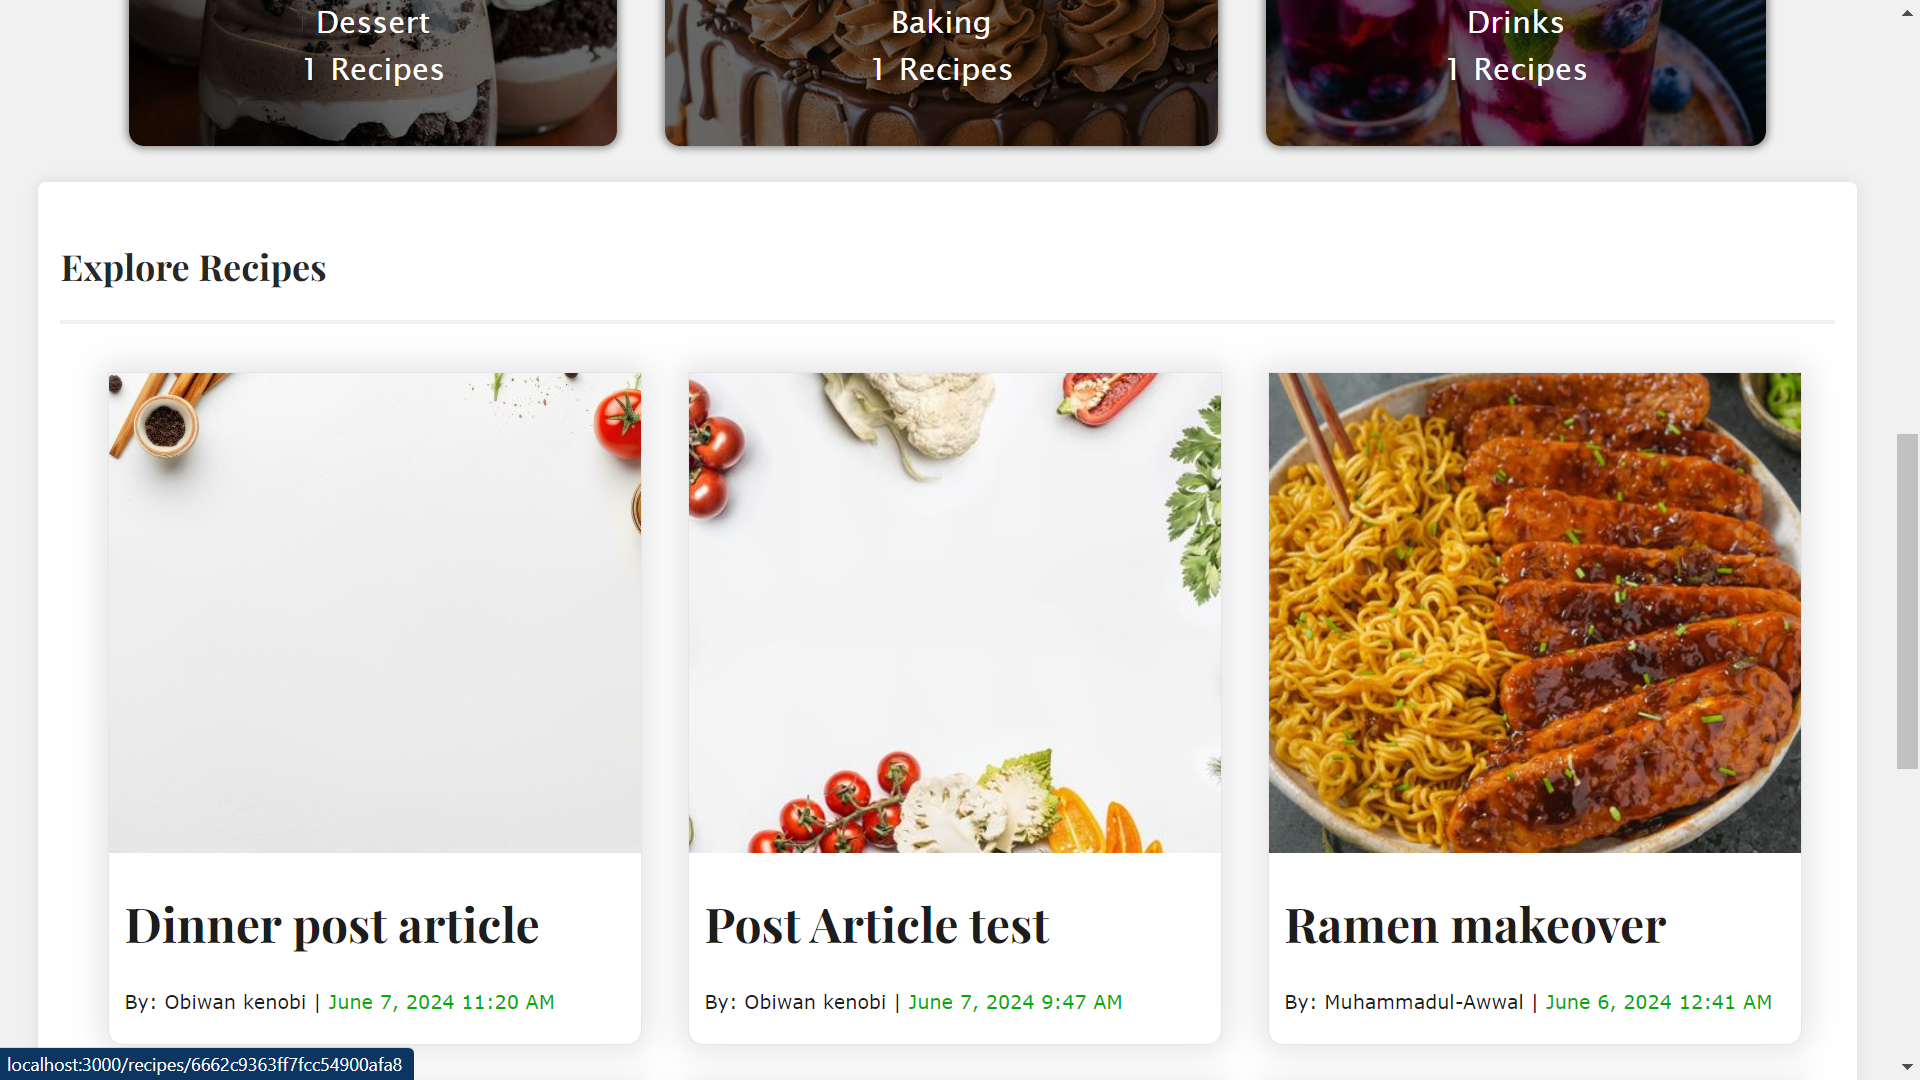 Dessert
1 Recipes
Baking
1 Recipes
Drinks
1 Recipes
Explore Recipes
Dinner post article
By: Obiwan kenobi | June 7, 2024 11:20 AM
Post Article test
By: Obiwan kenobi | June 7, 2024 9:47 AM
Ramen makeover
By: Muhammadul-Awwal | June 6, 2024 12:41 AM
localhost:3000/recipes/6662c9363ff7fcc54900afa8